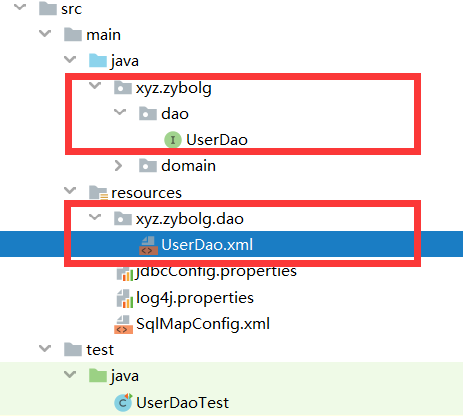 src
main
java
xyz.zybolg
dao
UserDao
domain
resources
xyz.zybolg.dao
UserDao.xml
jdbcConfig.properties
log4j.properties
SqlMapConfig.xml
test
java
UserDaoTest